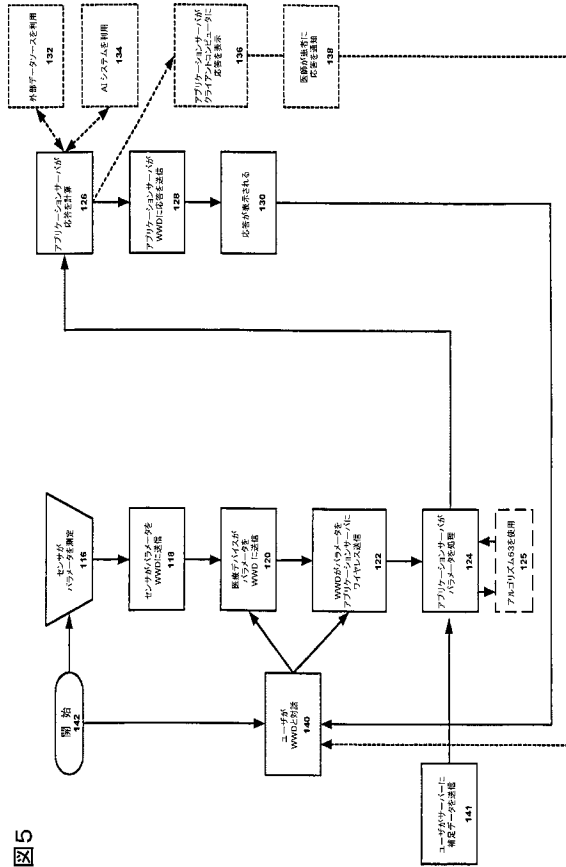 図5
開始
142
センサが
パラメータを測定
116
センサがパラメータを
WWDに送信
118
医療デバイスが
パラメータを
WWDに送信
120
WWDがパラメータを
アプリケーションサーバに
ワイヤレス送信
122
アプリケーションサーバが
パラメータを処理
124
アルゴリズム63を使用
125
ユーザが
WWDと対話
140
ユーザがサーバーに
補足データを送信
141
アプリケーションサーバが
応答を計算
126
アプリケーションサーバが
WWDに応答を送信
128
応答が表示される
130
外部データソースを利用
132
AIシステムを利用
134
アプリケーションサーバが
クライアントコンピュータに
応答を表示
136
医師が患者に
応答を通知
138